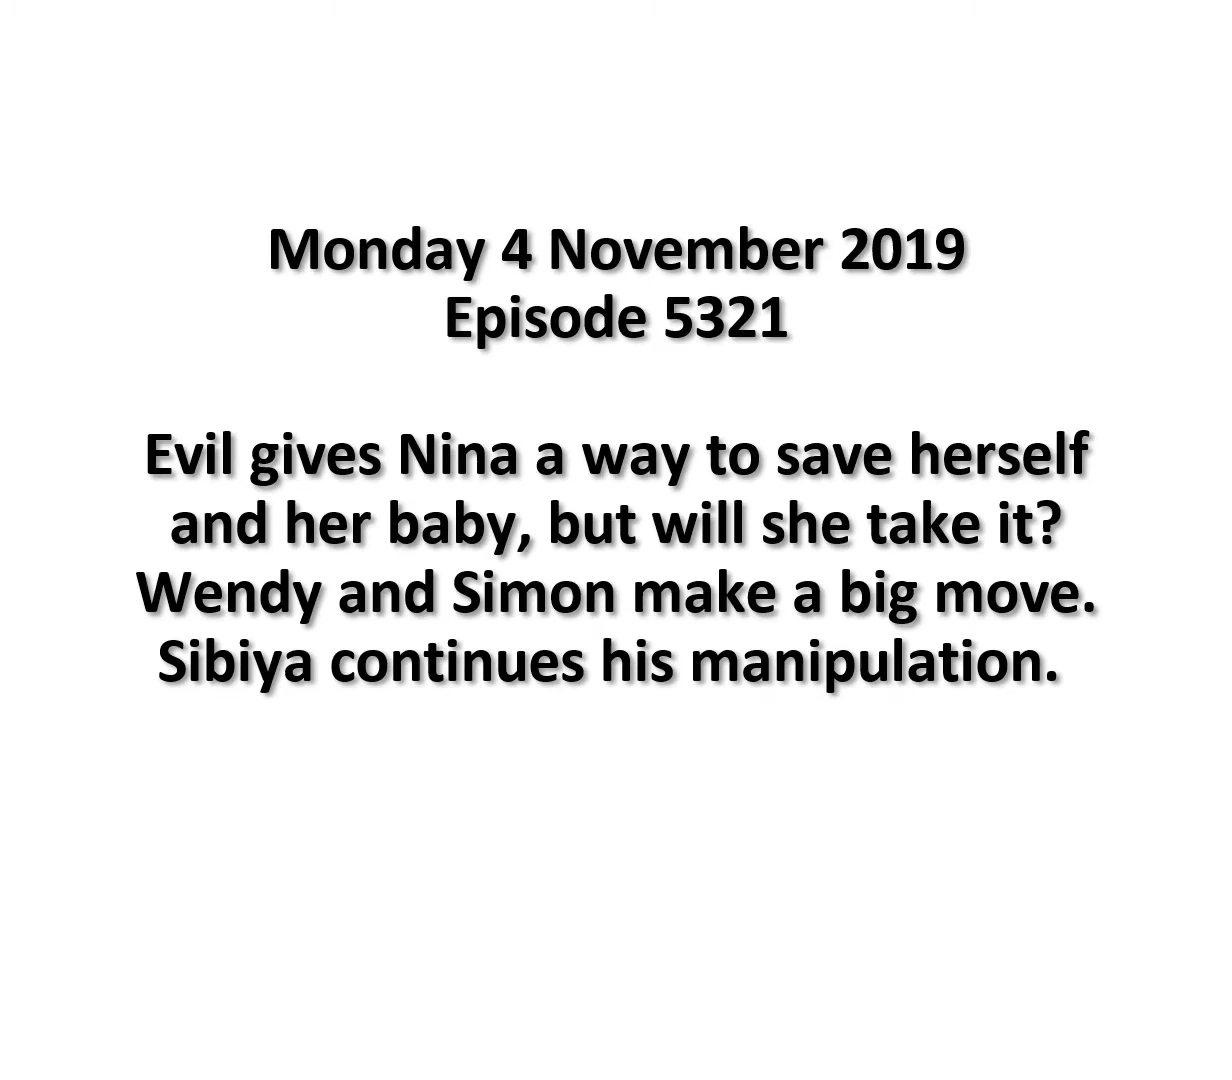 Monday 4 November 2019
Episode 5321
Evil gives Nina a way to save herself
and her baby, but will she take it?
Wendy and Simon make a big move.
Sibiya continues his manipulation.